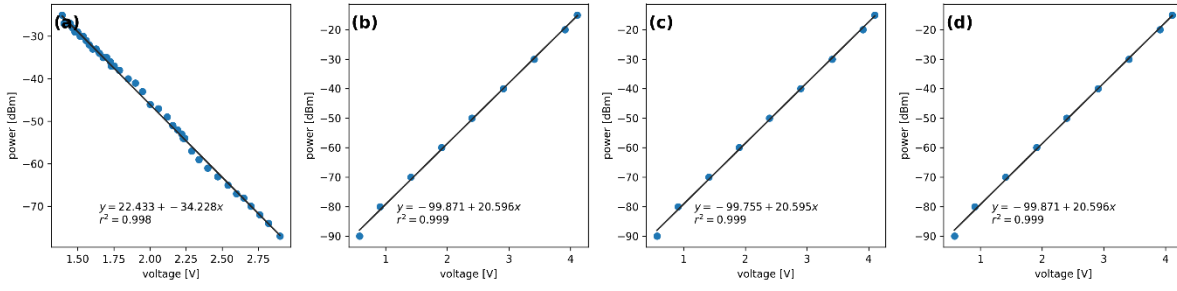 (a)
−30
−40
−50
−60
−70
power [dBm]
y = 22.433 + −34.228x
r² = 0.998
1.50 1.75 2.00 2.25 2.50 2.75
voltage [V]
(b)
−20
−30
−40
−50
−60
−70
−80
−90
power [dBm]
y = −99.871 + 20.596x
r² = 0.999
1 2 3 4
voltage [V]
(c)
−20
−30
−40
−50
−60
−70
−80
−90
power [dBm]
y = −99.755 + 20.595x
r² = 0.999
1 2 3 4
voltage [V]
(d)
−20
−30
−40
−50
−60
−70
−80
−90
power [dBm]
y = −99.871 + 20.596x
r² = 0.999
1 2 3 4
voltage [V]